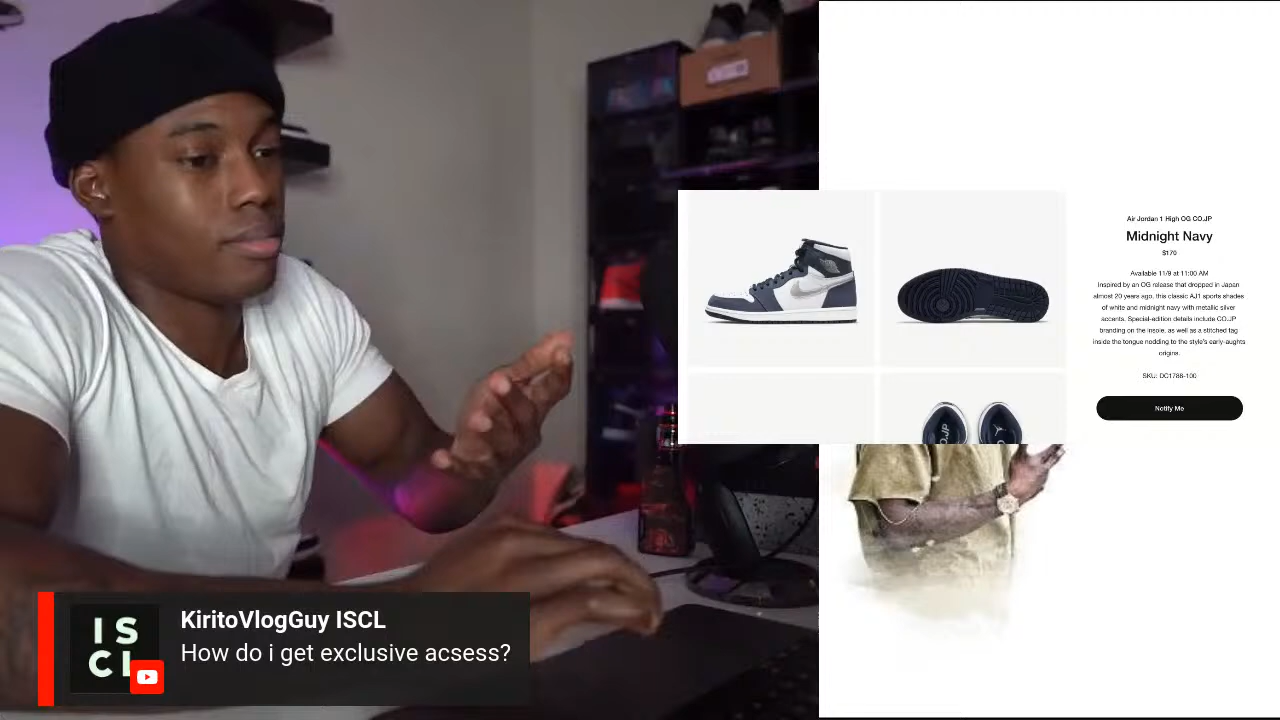 Air Jordan 1 High OG CO.JP
Midnight Navy
$170
Available 11/9 at 11:00 AM
Inspired by an OG release that dropped in Japan
almost 20 years ago, this classic AJ1 sports shades
of white and midnight navy with metallic silver
accents. Special-edition details include CO.JP
branding on the insole, as well as a stitched tag
inside the tongue nodding to the style's early-aughts
origins.
SKU: DC1788-100
Notify Me
IS
CL
KiritoVlogGuy ISCL
How do i get exclusive acsess?